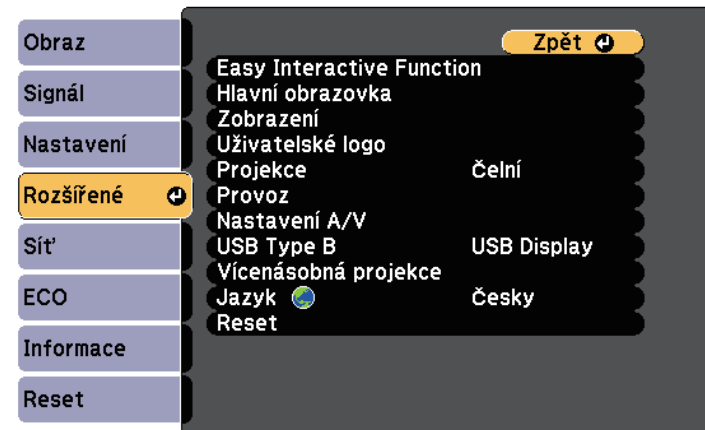 Obraz
Signál
Nastavení
Rozšířené
Síť
ECO
Informace
Reset
Zpět
Easy Interactive Function
Hlavní obrazovka
Zobrazení
Uživatelské logo
Projekce Čelní
Provoz
Nastavení A/V
USB Type B USB Display
Vícenásobná projekce
Jazyk Česky
Reset